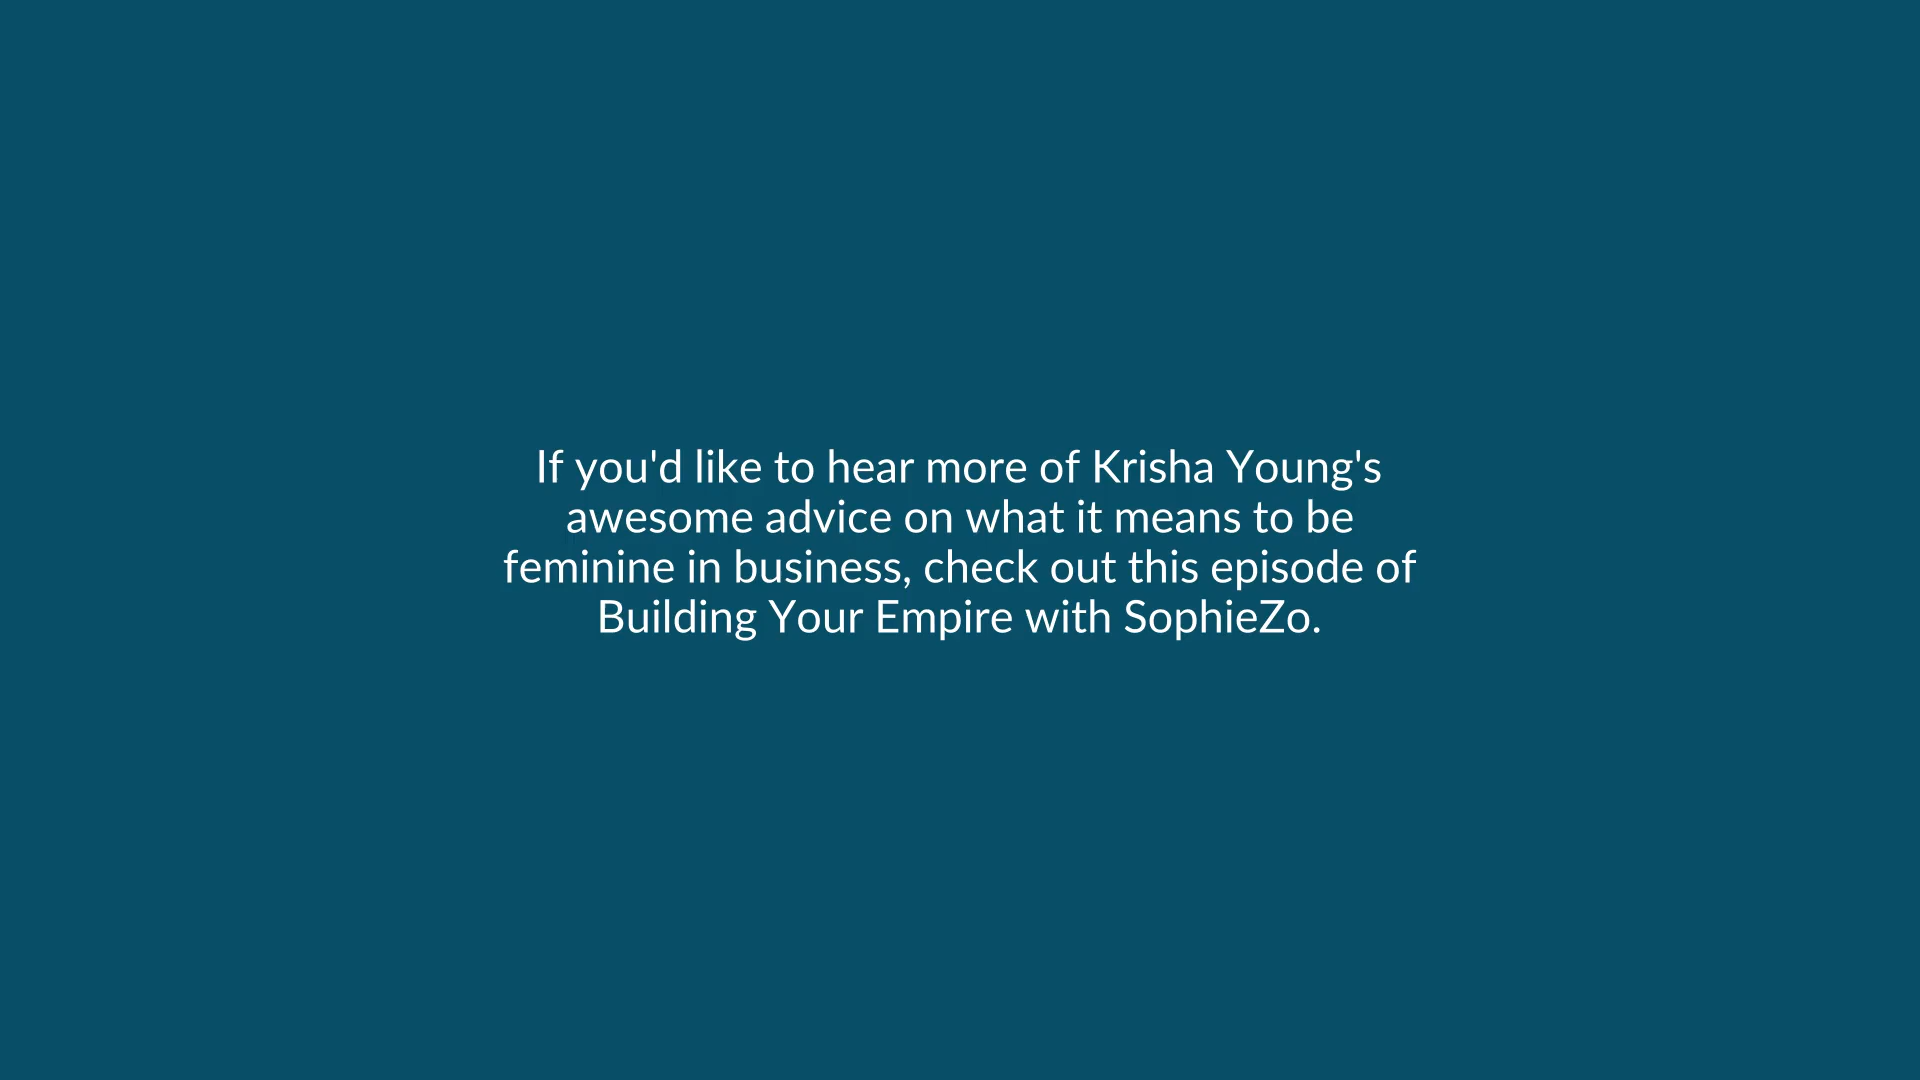 If you'd like to hear more of Krisha Young's
awesome advice on what it means to be
feminine in business, check out this episode of
Building Your Empire with SophieZo.